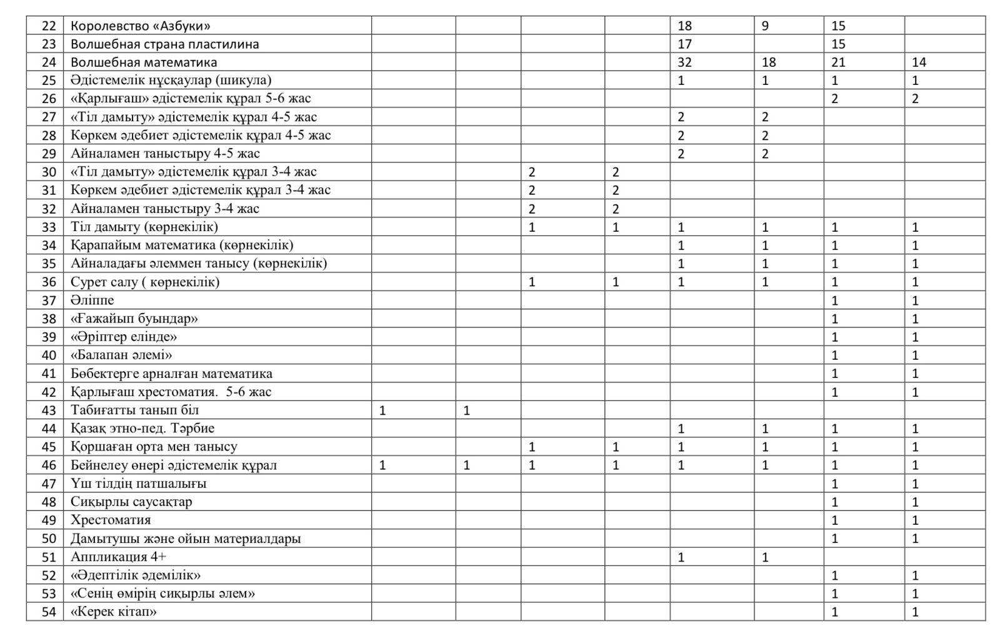 22 Королевство «Азбуки» 18 9 15
23 Волшебная страна пластилина 17 15
24 Волшебная математика 32 18 21 14
25 Әдістемелік нұсқаулар (шикула) 1 1 1 1
26 «Қарлығаш» әдістемелік құрал 5-6 жас 2 2
27 «Тіл дамыту» әдістемелік құрал 4-5 жас 2 2
28 Көркем әдебиет әдістемелік құрал 4-5 жас 2 2
29 Айналамен таныстыру 4-5 жас 2 2
30 «Тіл дамыту» әдістемелік құрал 3-4 жас 2 2
31 Көркем әдебиет әдістемелік құрал 3-4 жас 2 2
32 Айналамен таныстыру 3-4 жас 2 2
33 Тіл дамыту (көрнекілік) 1 1 1 1 1 1
34 Қарапайым математика (көрнекілік) 1 1 1 1
35 Айналадағы әлеммен танысу (көрнекілік) 1 1 1 1
36 Сурет салу ( көрнекілік) 1 1 1 1 1 1
37 Әліппе 1 1
38 «Ғажайып буындар» 1 1
39 «Әріптер елінде» 1 1
40 «Балапан әлемі» 1 1
41 Бөбектерге арналған математика 1 1
42 Қарлығаш хрестоматия. 5-6 жас 1 1
43 Табиғатты танып біл 1 1
44 Қазақ этно-пед. Тәрбие 1 1 1 1
45 Қоршаған орта мен танысу 1 1 1 1 1 1
46 Бейнелеу өнері әдістемелік құрал 1 1 1 1 1 1 1 1
47 Үш тілдің патшалығы 1 1
48 Сиқырлы саусақтар 1 1
49 Хрестоматия 1 1
50 Дамытушы және ойын материалдары 1 1
51 Аппликация 4+ 1 1
52 «Әдептілік әдемілік» 1 1
53 «Сенің өмірің сиқырлы әлем» 1 1
54 «Керек кітап» 1 1